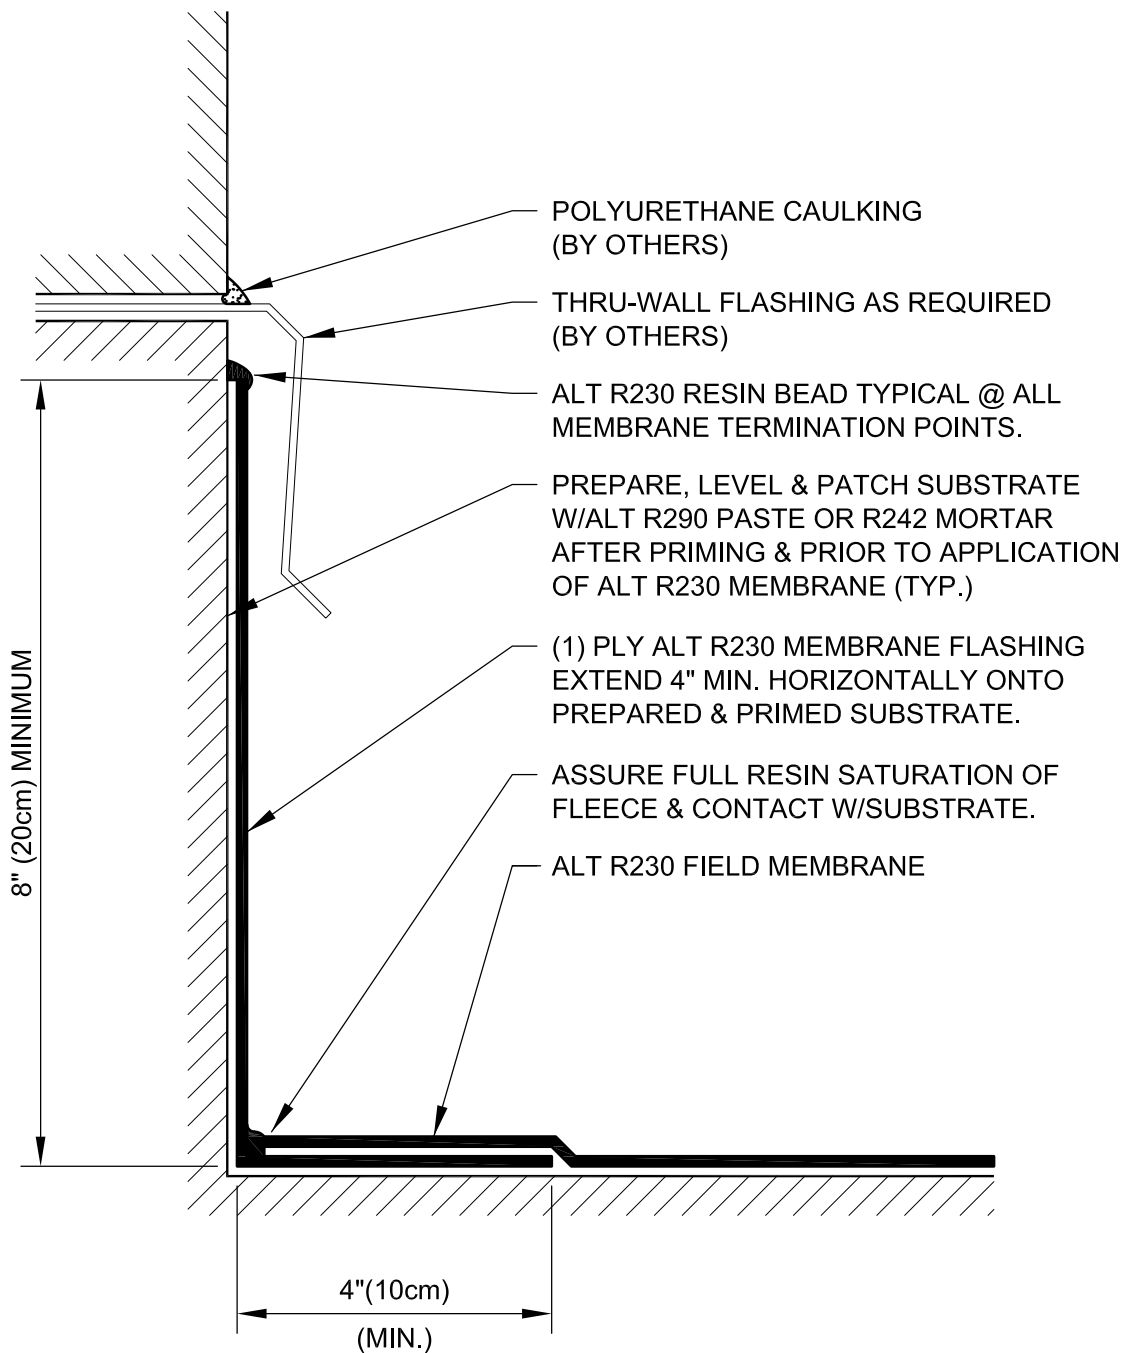 POLYURETHANE CAULKING
(BY OTHERS)
THRU-WALL FLASHING AS REQUIRED
(BY OTHERS)
ALT R230 RESIN BEAD TYPICAL @ ALL
MEMBRANE TERMINATION POINTS.
PREPARE, LEVEL & PATCH SUBSTRATE
W/ALT R290 PASTE OR R242 MORTAR
AFTER PRIMING & PRIOR TO APPLICATION
OF ALT R230 MEMBRANE (TYP.)
(1) PLY ALT R230 MEMBRANE FLASHING
EXTEND 4" MIN. HORIZONTALLY ONTO
PREPARED & PRIMED SUBSTRATE.
ASSURE FULL RESIN SATURATION OF
FLEECE & CONTACT W/SUBSTRATE.
ALT R230 FIELD MEMBRANE
8" (20cm) MINIMUM
4"(10cm)
(MIN.)